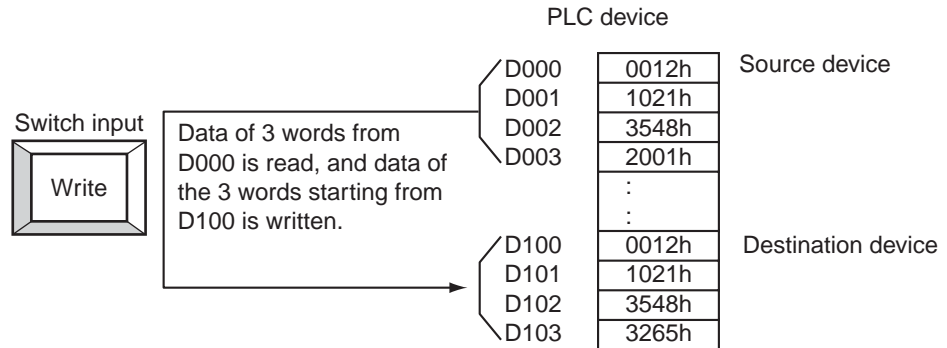 PLC device
D000 0012h Source device
D001 1021h
Switch input
Data of 3 words from
D000 is read, and data of
the 3 words starting from
D100 is written.
Write
D002 3548h
D003 2001h
:
:
D100 0012h Destination device
D101 1021h
D102 3548h
D103 3265h